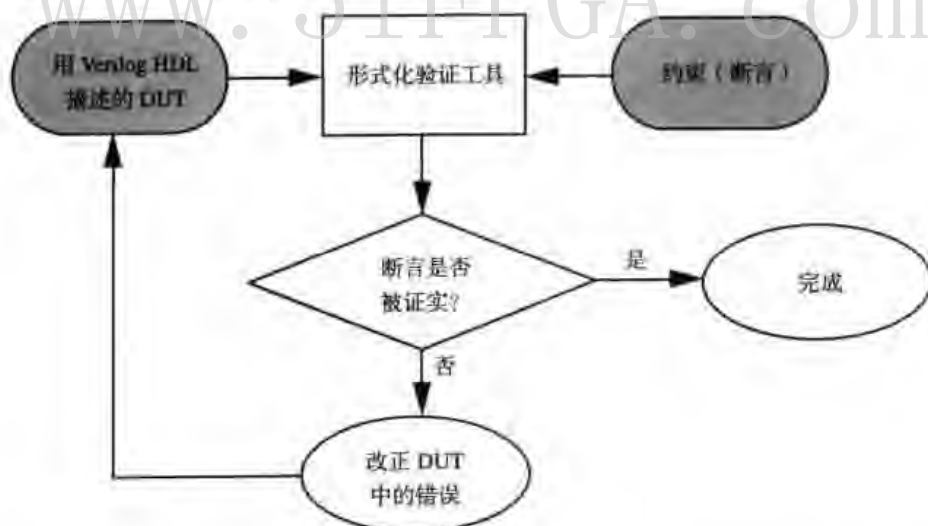 www.51FPGA.com
用 Verilog HDL
描述的 DUT
形式化验证工具
约束（断言）
断言是否
被证实?
是
完成
否
改正 DUT
中的错误